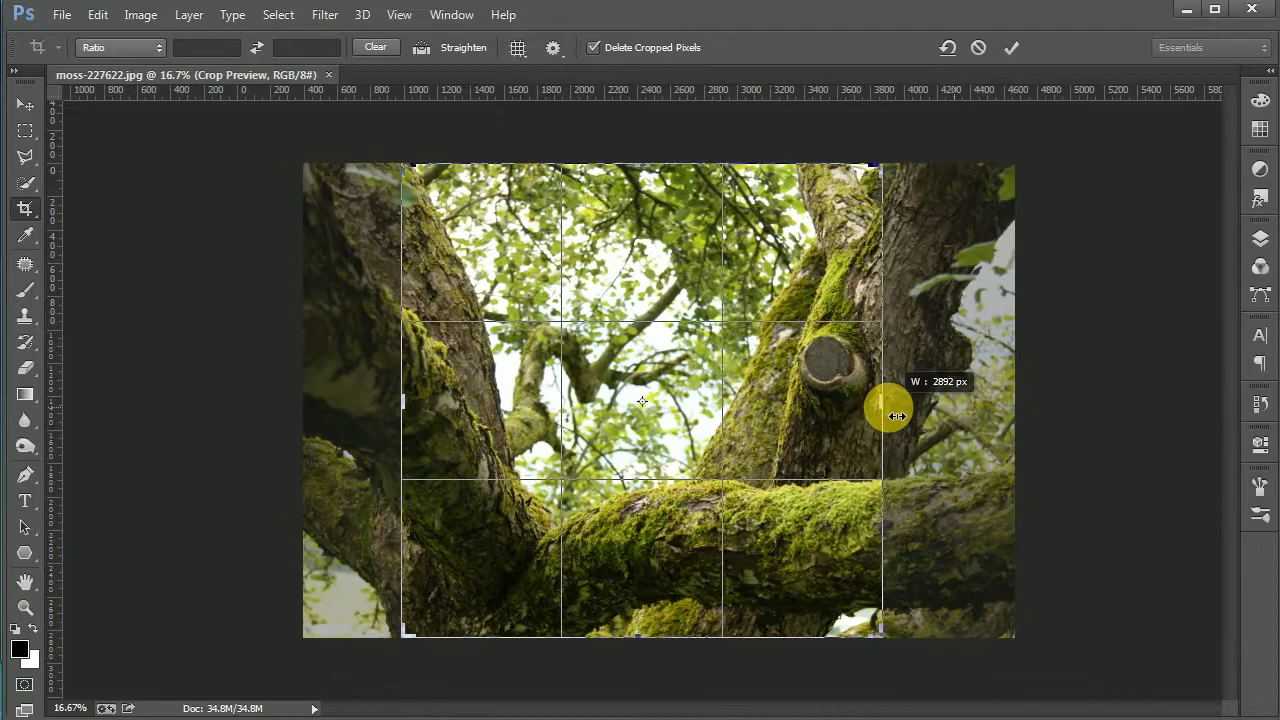 Ps File Edit Image Layer Type Select Filter 3D View Window Help
Ratio Clear Straighten Delete Cropped Pixels Essentials
moss-227622.jpg @ 16.7% (Crop Preview, RGB/8#) ×
1000 800 600 400 200 0 200 400 600 800 1000 1200 1400 1600 1800 2000 2200 2400 2600 2800 3000 3200 3400 3600 3800 4000 4200 4400 4600 4800 5000 5200 5400 5600
W : 2892 px
16.67% Doc: 34.8M/34.8M